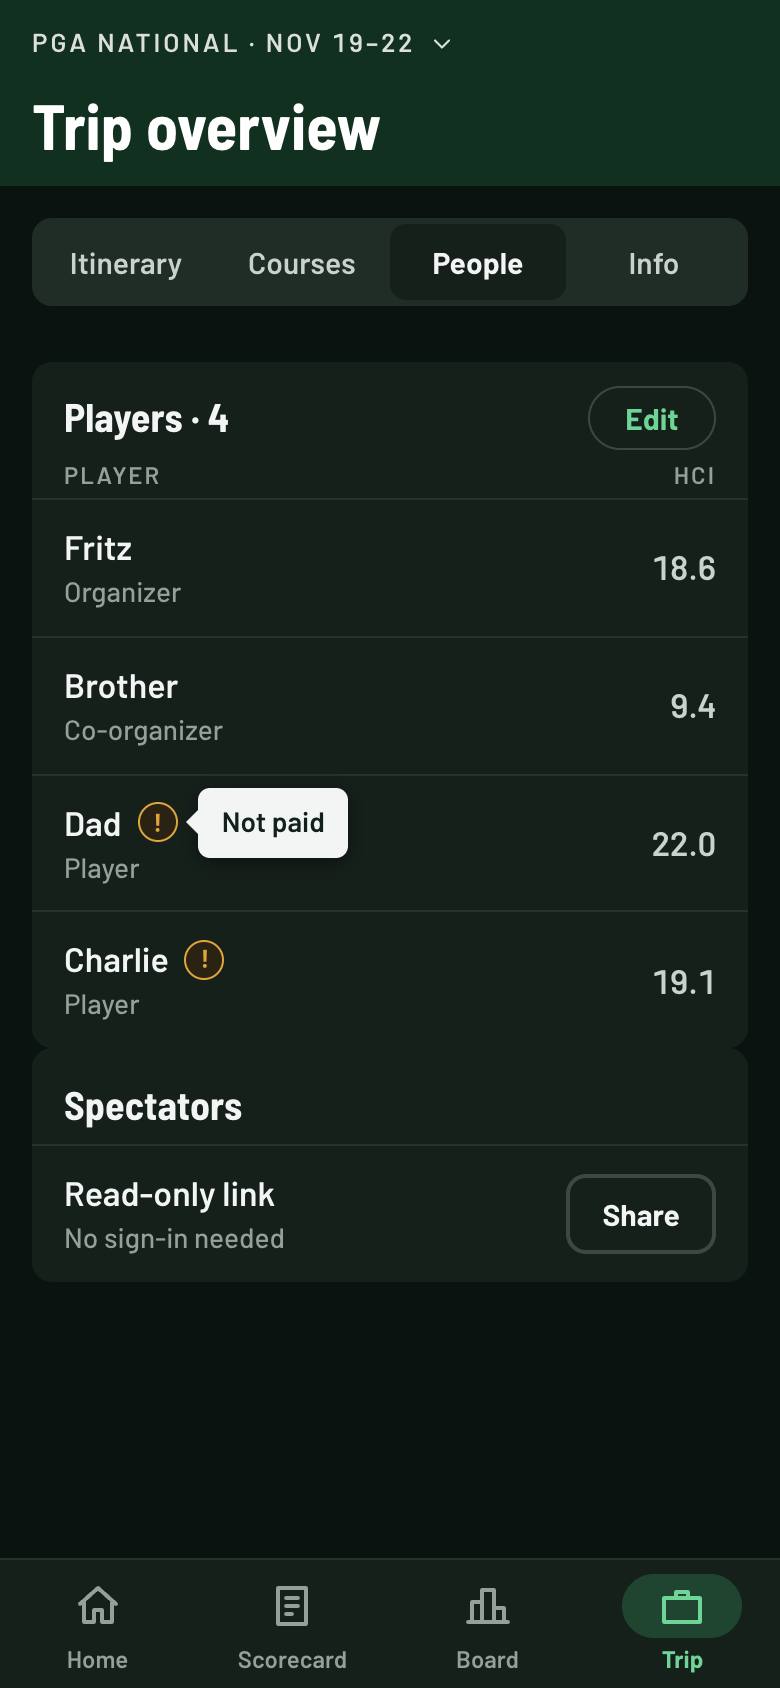 PGA NATIONAL · NOV 19–22
Trip overview
Itinerary Courses People Info
Players · 4 Edit
PLAYER HCI
Fritz
Organizer
18.6
Brother
Co-organizer
9.4
Dad ! Not paid
Player
22.0
Charlie !
Player
19.1
Spectators
Read-only link
No sign-in needed
Share
Home Scorecard Board Trip